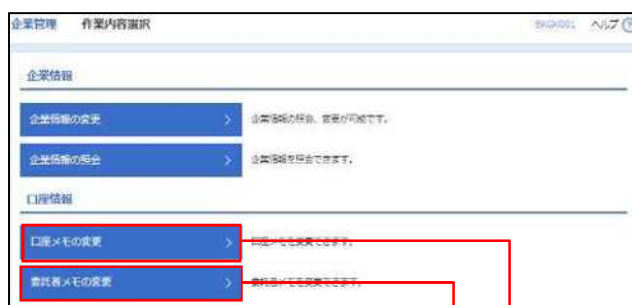 企業管理 作業内容選択 BKGK001 ヘルプ ?
企業情報
企業情報の変更 > 企業情報の照会、変更が可能です。
企業情報の照会 > 企業情報を照会できます。
口座情報
口座メモの変更 > 口座メモを変更できます。
委託者メモの変更 > 委託者メモを変更できます。